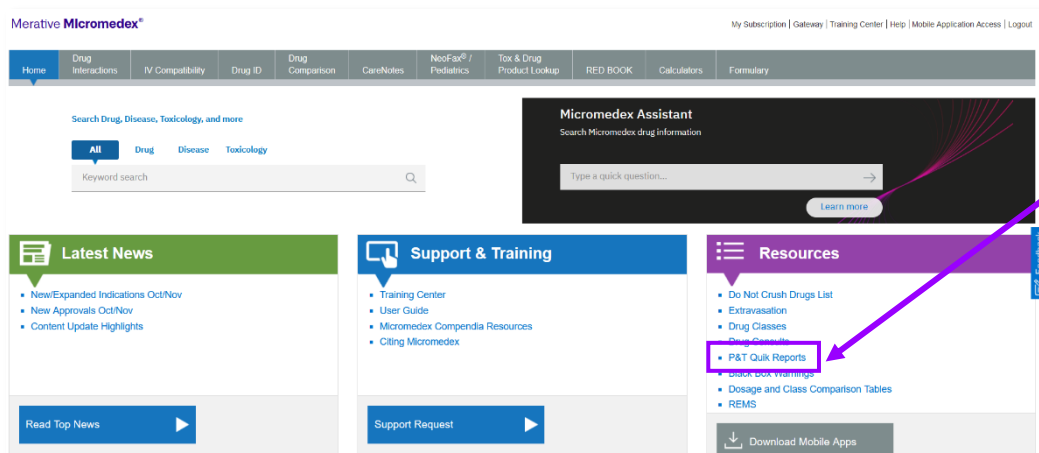 Merative Micromedex®
My Subscription | Gateway | Training Center | Help | Mobile Application Access | Logout
Home
Drug Interactions
IV Compatibility
Drug ID
Drug Comparison
CareNotes
NeoFax® / Pediatrics
Tox & Drug Product Lookup
RED BOOK
Calculators
Formulary
Search Drug, Disease, Toxicology, and more
All Drug Disease Toxicology
Keyword search
Micromedex Assistant
Search Micromedex drug information
Type a quick question...
Learn more
Latest News
New/Expanded Indications Oct/Nov
New Approvals Oct/Nov
Content Update Highlights
Read Top News
Support & Training
Training Center
User Guide
Micromedex Compendia Resources
Citing Micromedex
Support Request
Resources
Do Not Crush Drugs List
Extravasation
Drug Classes
Drug Consults
P&T Quik Reports
Black Box Warnings
Dosage and Class Comparison Tables
REMS
Download Mobile Apps